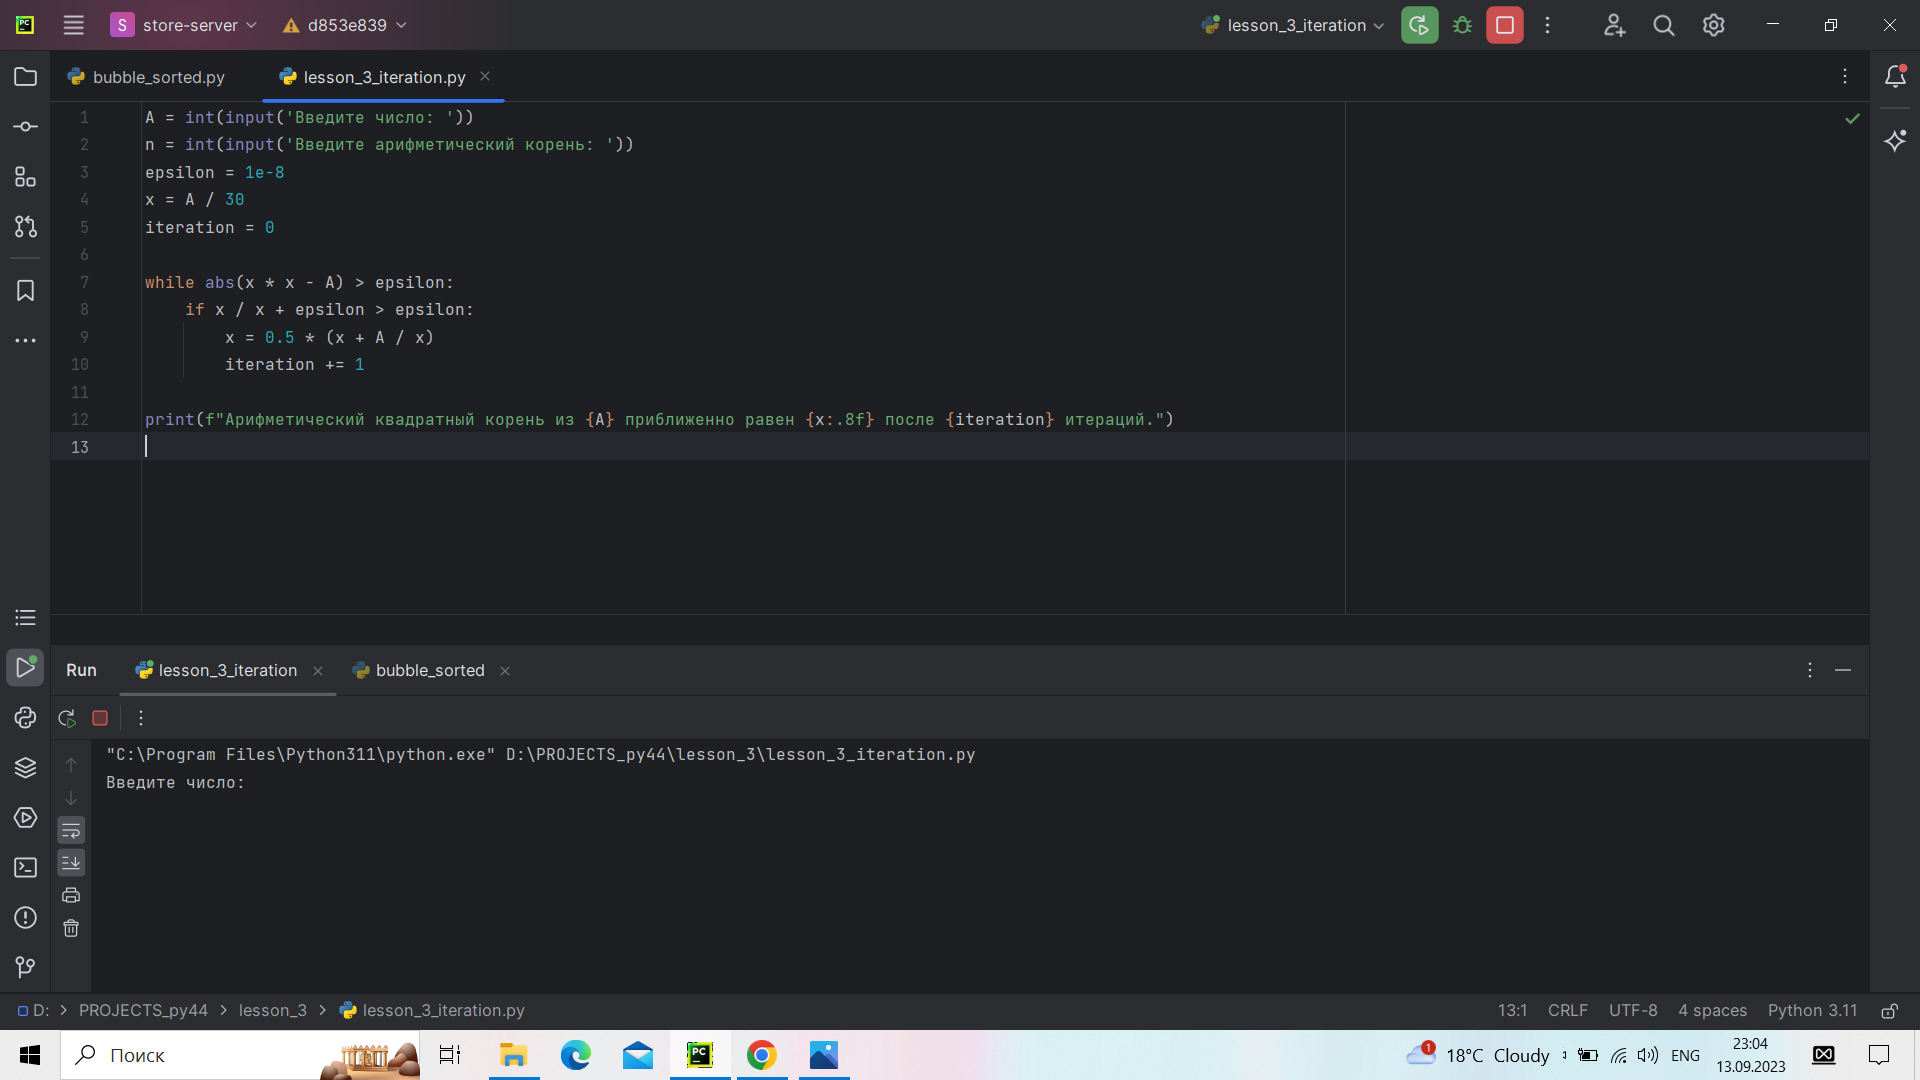 PC
S store-server d853e839 lesson_3_iteration
bubble_sorted.py lesson_3_iteration.py
1 A = int(input('Введите число: '))
2 n = int(input('Введите арифметический корень: '))
3 epsilon = 1e-8
4 x = A / 30
5 iteration = 0
6
7 while abs(x * x - A) > epsilon:
8 if x / x + epsilon > epsilon:
9 x = 0.5 * (x + A / x)
10 iteration += 1
11
12 print(f"Арифметический квадратный корень из {A} приближенно равен {x:.8f} после {iteration} итераций.")
13
Run lesson_3_iteration bubble_sorted
"C:\Program Files\Python311\python.exe" D:\PROJECTS_py44\lesson_3\lesson_3_iteration.py
Введите число:
D: > PROJECTS_py44 > lesson_3 > lesson_3_iteration.py 13:1 CRLF UTF-8 4 spaces Python 3.11
Поиск PC 1 18°C Cloudy ENG 23:04
13.09.2023